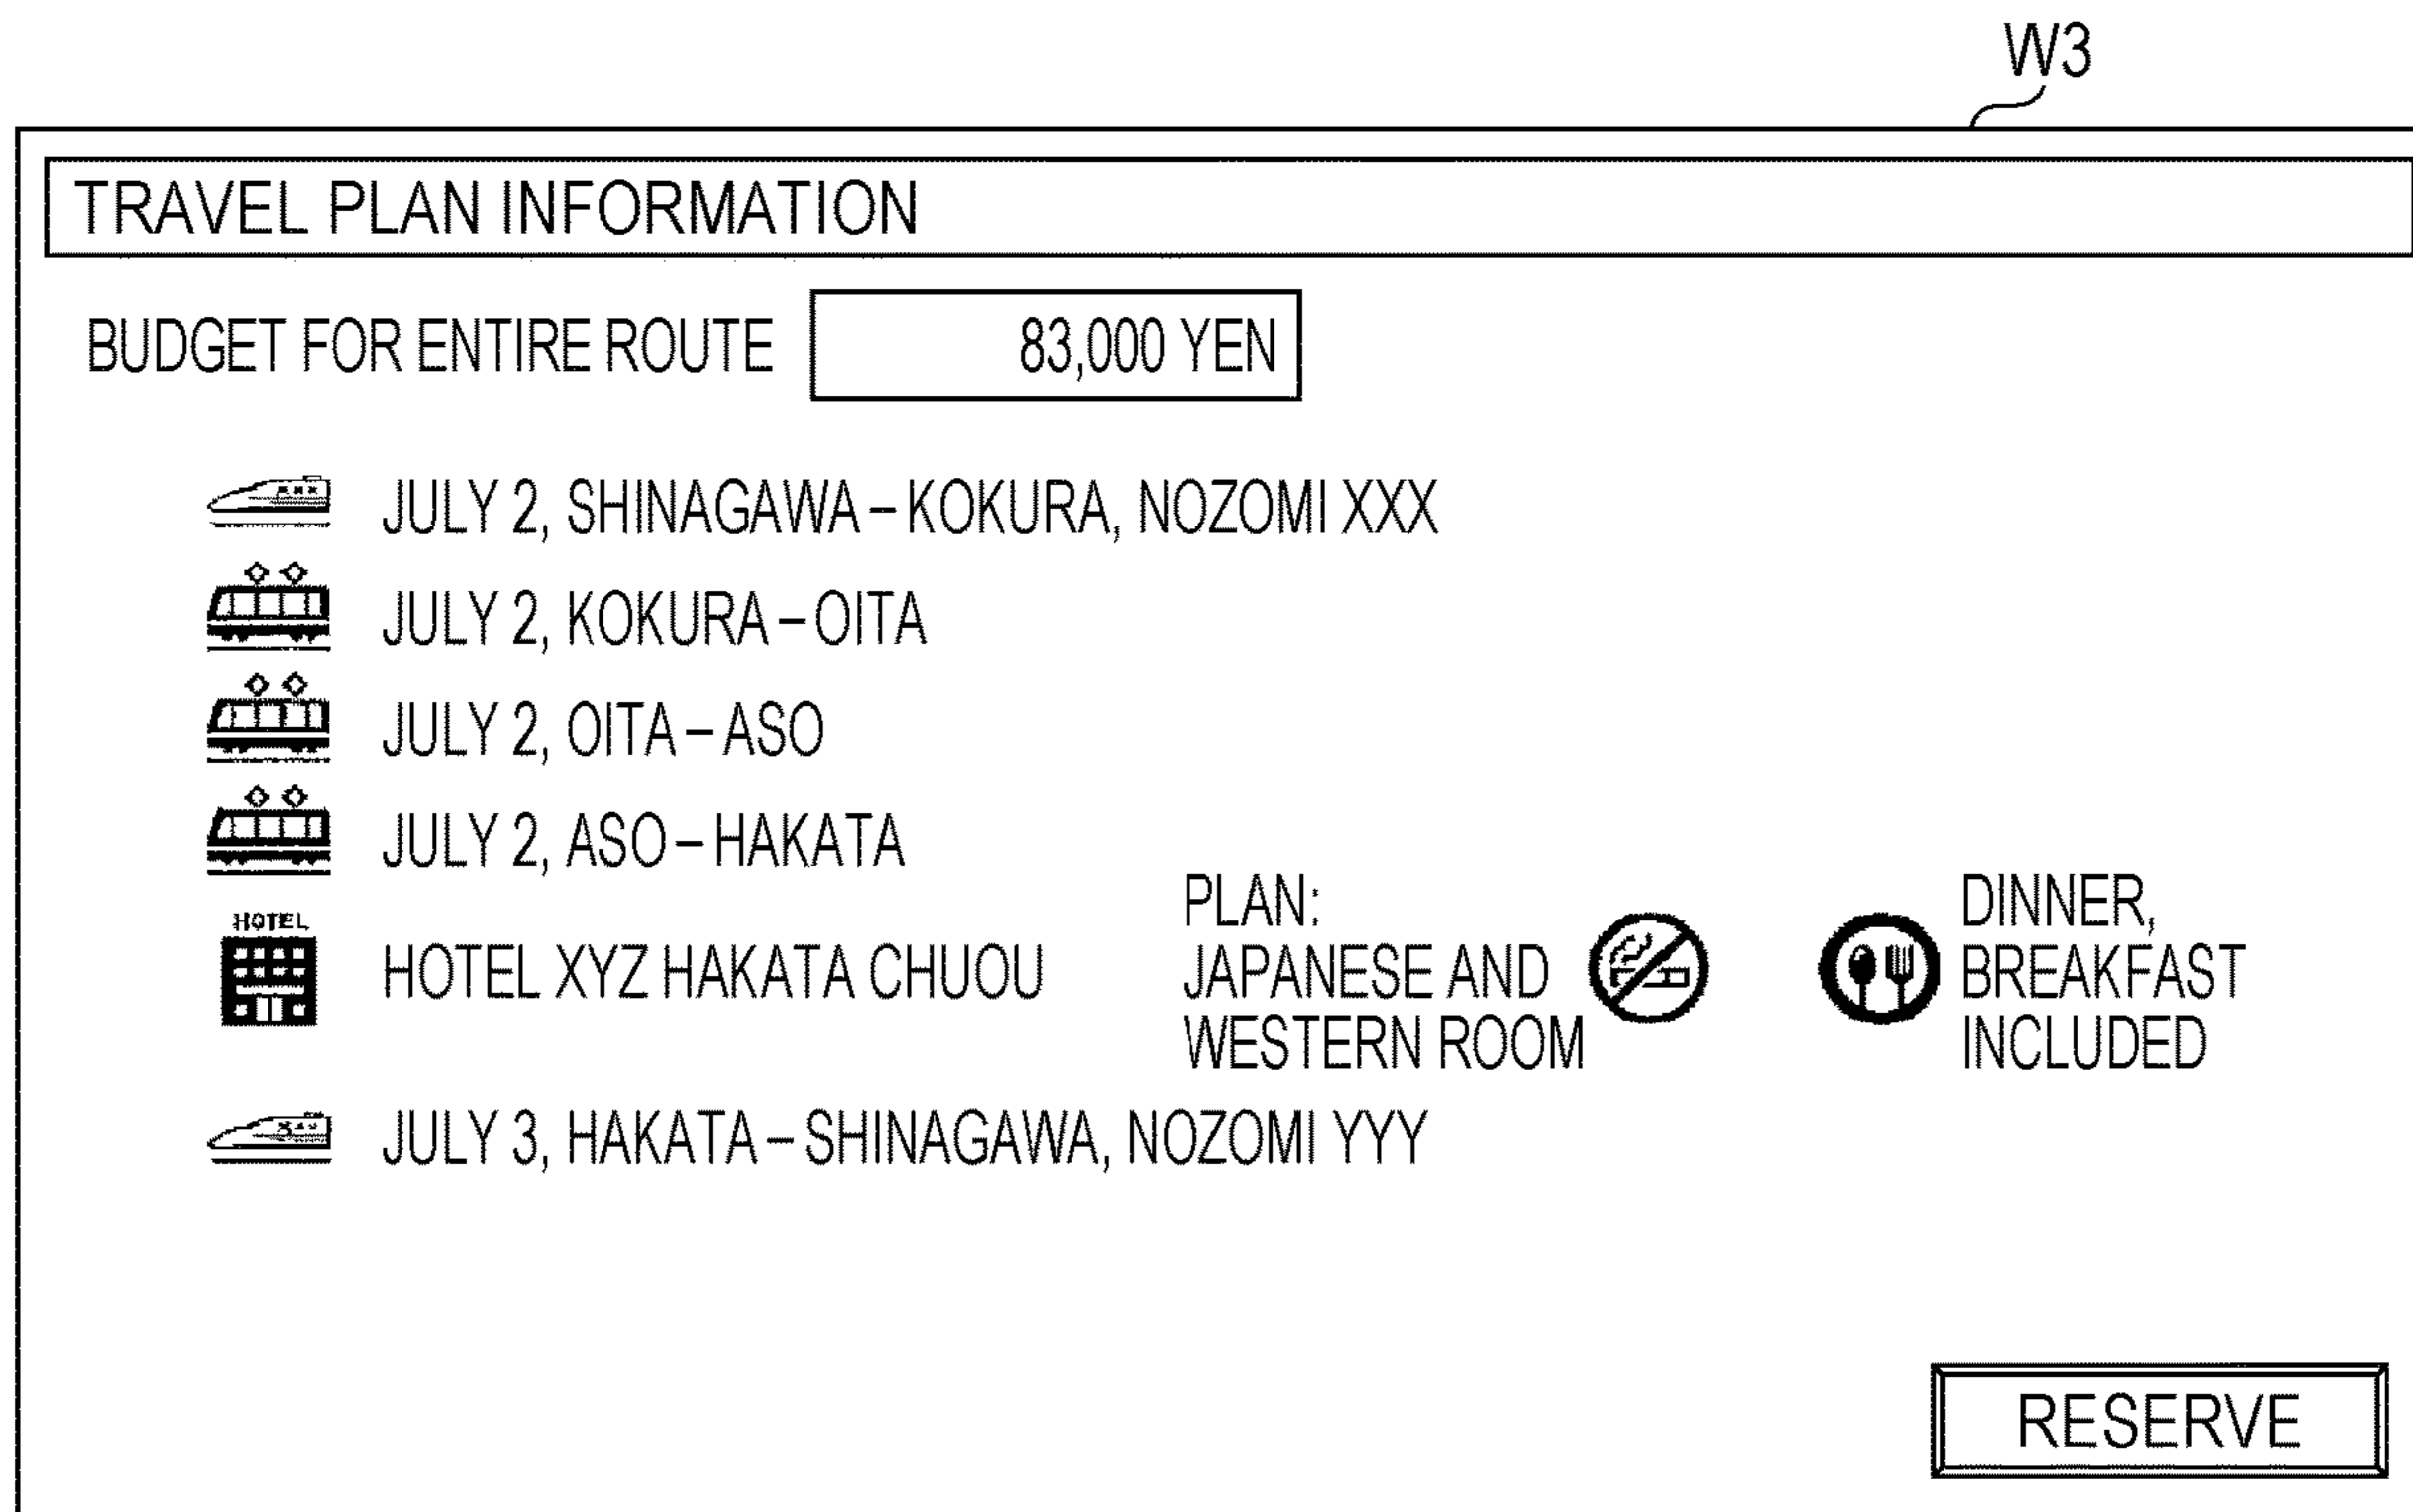 W3
TRAVEL PLAN INFORMATION
BUDGET FOR ENTIRE ROUTE 83,000 YEN
JULY 2, SHINAGAWA – KOKURA, NOZOMI XXX
JULY 2, KOKURA – OITA
JULY 2, OITA – ASO
JULY 2, ASO – HAKATA
HOTEL
HOTEL XYZ HAKATA CHUOU
PLAN:
JAPANESE AND
WESTERN ROOM
DINNER,
BREAKFAST
INCLUDED
JULY 3, HAKATA – SHINAGAWA, NOZOMI YYY
RESERVE